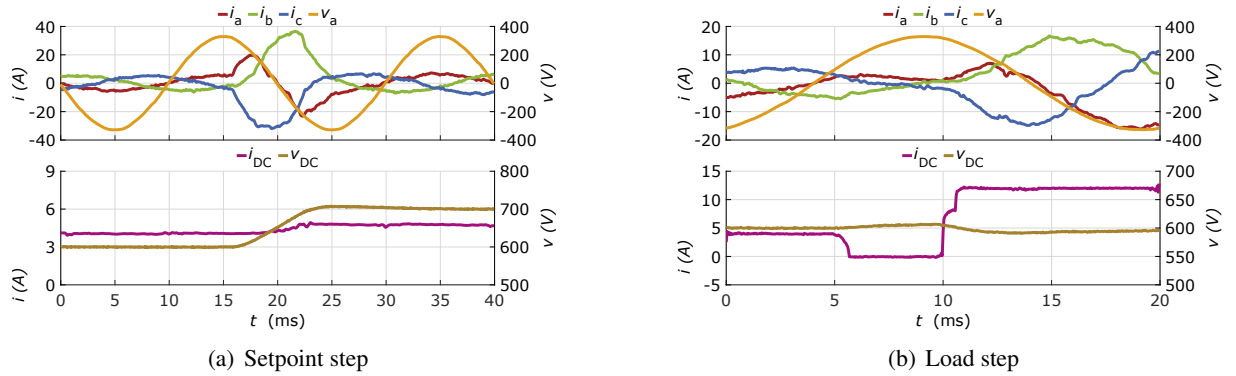 i_a i_b i_c v_a
40 20 0 -20 -40
i (A)
400 200 0 -200 -400
v (V)
i_DC v_DC
9 6 3 0
i (A)
800 700 600 500
v (V)
0 5 10 15 20 25 30 35 40
t (ms)
(a) Setpoint step
i_a i_b i_c v_a
20 10 0 -10 -20
i (A)
400 200 0 -200 -400
v (V)
i_DC v_DC
15 10 5 0 -5
i (A)
700 650 600 550 500
v (V)
0 5 10 15 20
t (ms)
(b) Load step